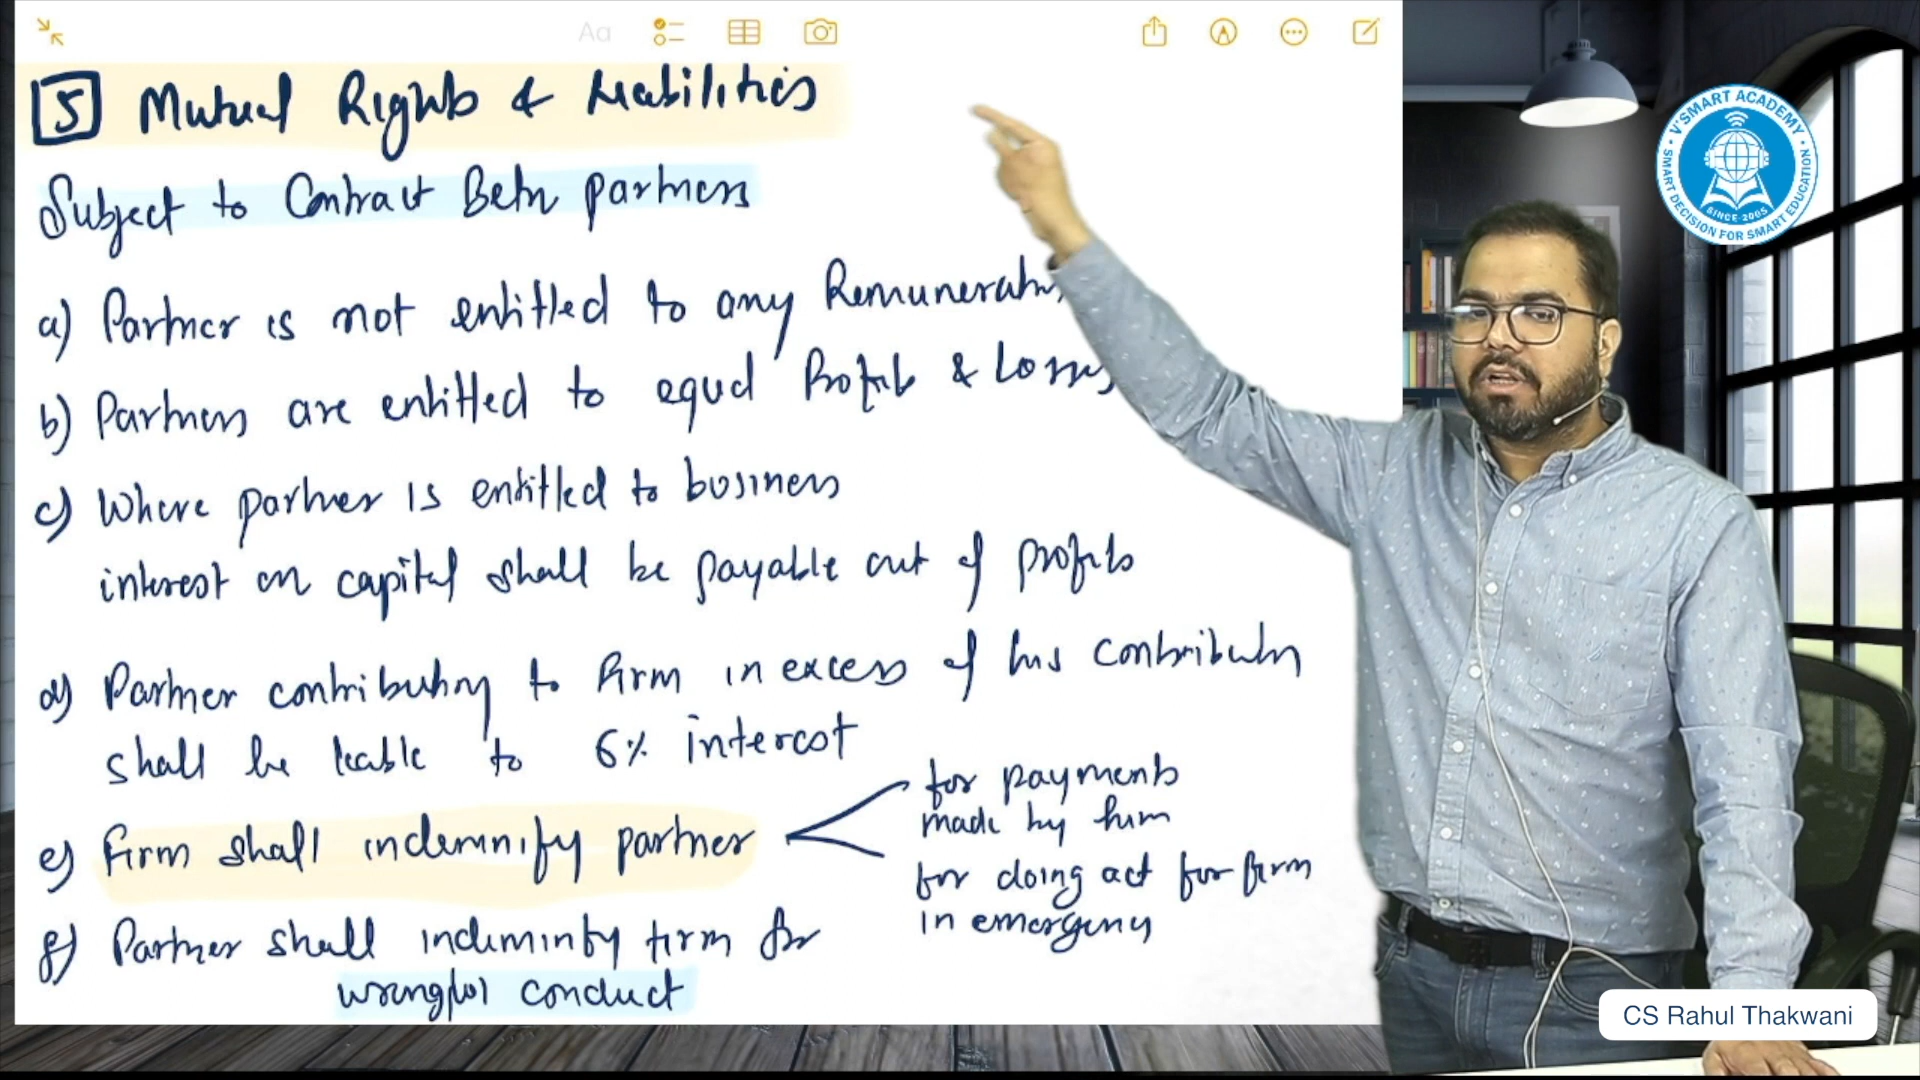 5 Mutual Rights & Liabilities
Subject to Contract Betn partners
a) Partner is not entitled to any Remuneration
b) Partners are entitled to equal Profits & Losses
c) Where partner is entitled to business
interest on capital shall be payable out of profits
d) Partner contributing to Firm in excess of his contribution
shall be leable to 6% interest
e) Firm shall indemnify partner
for payments
made by him
for doing act for firm
in emergency
f) Partner shall indeminfy firm for
wrongful conduct
Aa
V'SMART ACADEMY
SMART DECISION FOR SMART EDUCATION
SINCE-2005
CS Rahul Thakwani